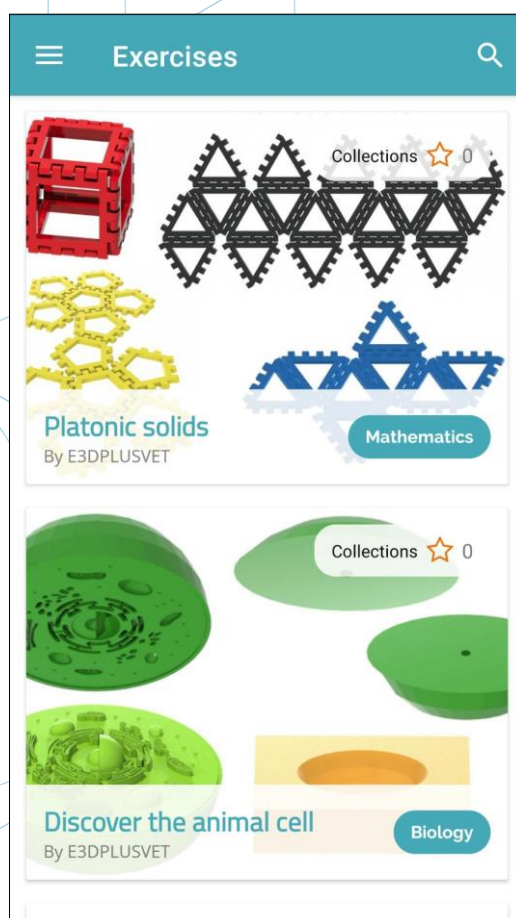 Exercises
Collections 0
Platonic solids
By E3DPLUSVET
Mathematics
Collections 0
Discover the animal cell
By E3DPLUSVET
Biology